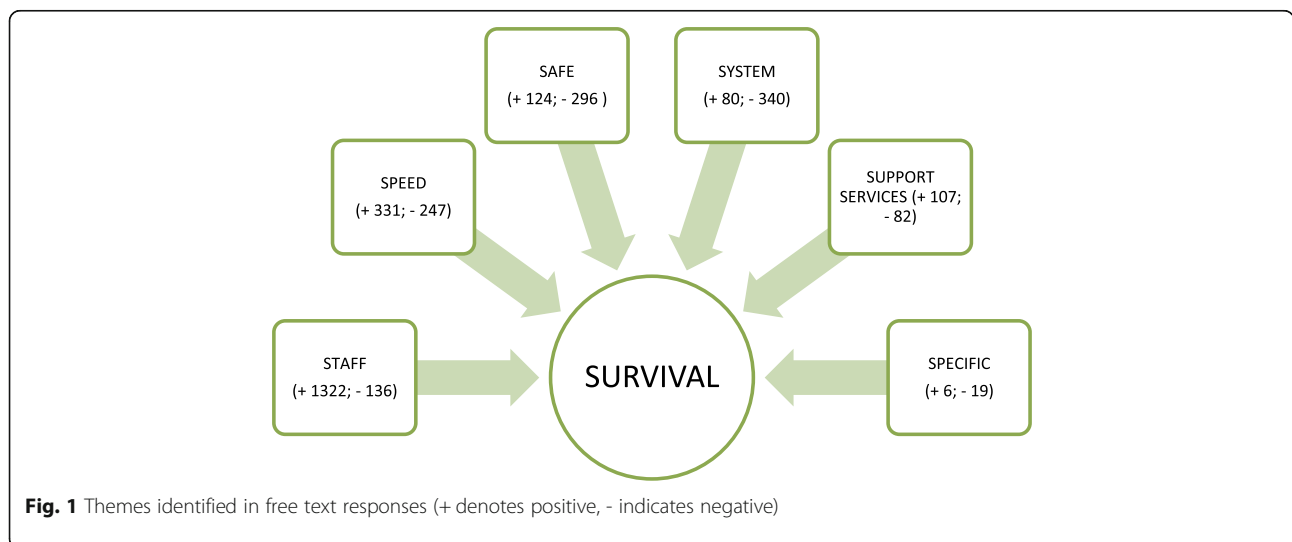 SAFE
(+ 124; - 296 )
SYSTEM
(+ 80; - 340)
SPEED
(+ 331; - 247)
SUPPORT
SERVICES (+ 107;
- 82)
STAFF
(+ 1322; - 136)
SURVIVAL
SPECIFIC
(+ 6; - 19)
Fig. 1 Themes identified in free text responses (+ denotes positive, - indicates negative)